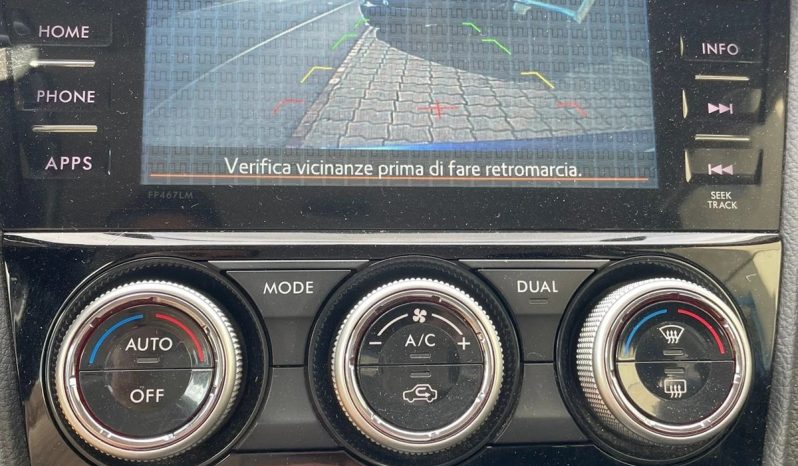 HOME
INFO
PHONE
APPS
Verifica vicinanze prima di fare retromarcia.
FP467LM
SEEK
TRACK
MODE
DUAL
AUTO
OFF
- A/C +